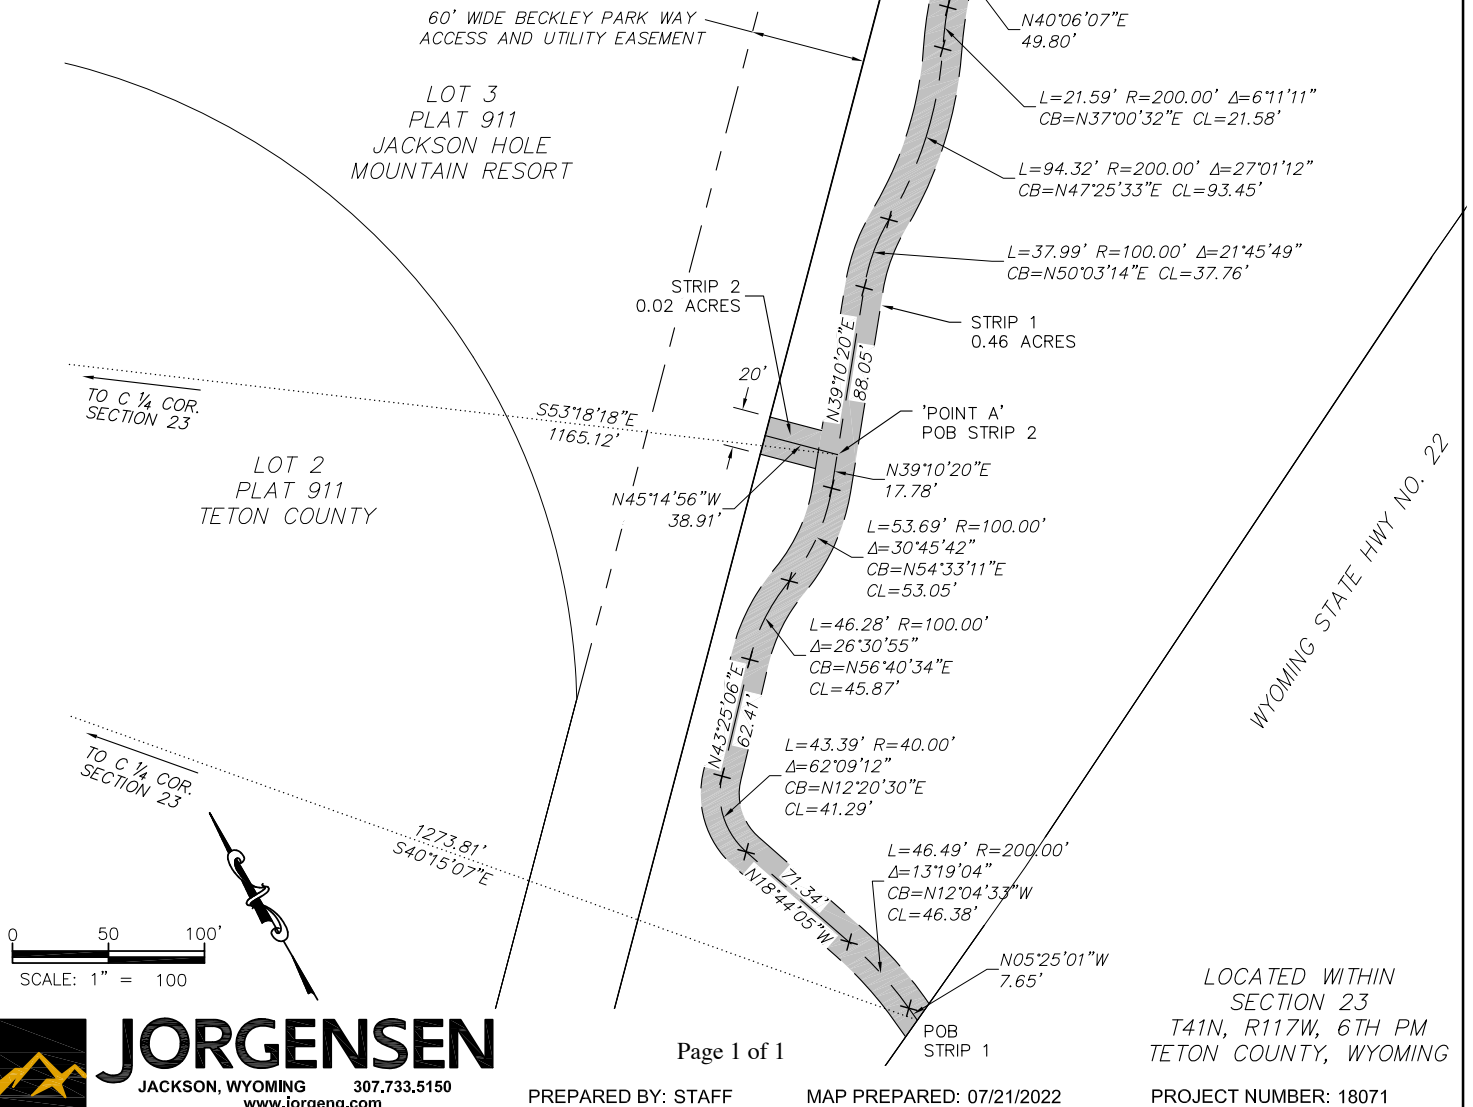 60' WIDE BECKLEY PARK WAY
ACCESS AND UTILITY EASEMENT
N40°06'07"E
49.80'
LOT 3
PLAT 911
JACKSON HOLE
MOUNTAIN RESORT
L=21.59' R=200.00' Δ=6°11'11"
CB=N37°00'32"E CL=21.58'
L=94.32' R=200.00' Δ=27°01'12"
CB=N47°25'33"E CL=93.45'
L=37.99' R=100.00' Δ=21°45'49"
CB=N50°03'14"E CL=37.76'
STRIP 2
0.02 ACRES
STRIP 1
0.46 ACRES
N39°10'20"E
88.05'
20'
TO C ¼ COR.
SECTION 23
S53°18'18"E
1165.12'
'POINT A'
POB STRIP 2
LOT 2
PLAT 911
TETON COUNTY
N39°10'20"E
17.78'
N45°14'56"W
38.91'
WYOMING STATE HWY NO. 22
L=53.69' R=100.00'
Δ=30°45'42"
CB=N54°33'11"E
CL=53.05'
L=46.28' R=100.00'
Δ=26°30'55"
CB=N56°40'34"E
CL=45.87'
N43°25'06"E
62.41'
TO C ¼ COR.
SECTION 23
L=43.39' R=40.00'
Δ=62°09'12"
CB=N12°20'30"E
CL=41.29'
1273.81'
S40°15'07"E
L=46.49' R=200.00'
Δ=13°19'04"
CB=N12°04'33"W
CL=46.38'
71.34'
N18°44'05"W
N05°25'01"W
7.65'
0 50 100'
SCALE: 1" = 100
LOCATED WITHIN
SECTION 23
T41N, R117W, 6TH PM
TETON COUNTY, WYOMING
POB
STRIP 1
JORGENSEN
JACKSON, WYOMING 307.733.5150
www.jorgeng.com
Page 1 of 1
PREPARED BY: STAFF MAP PREPARED: 07/21/2022 PROJECT NUMBER: 18071